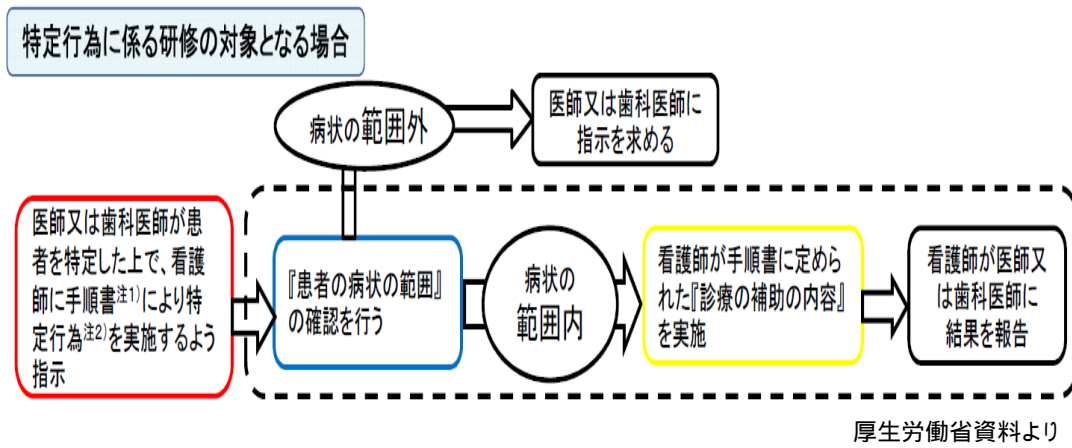 特定行為に係る研修の対象となる場合
病状の範囲外
医師又は歯科医師に
指示を求める
医師又は歯科医師が患
者を特定した上で、看護
師に手順書注1)により特
定行為注2)を実施するよう
指示
『患者の病状の範囲』
の確認を行う
病状の
範囲内
看護師が手順書に定めら
れた『診療の補助の内容』
を実施
看護師が医師又
は歯科医師に
結果を報告
厚生労働省資料より